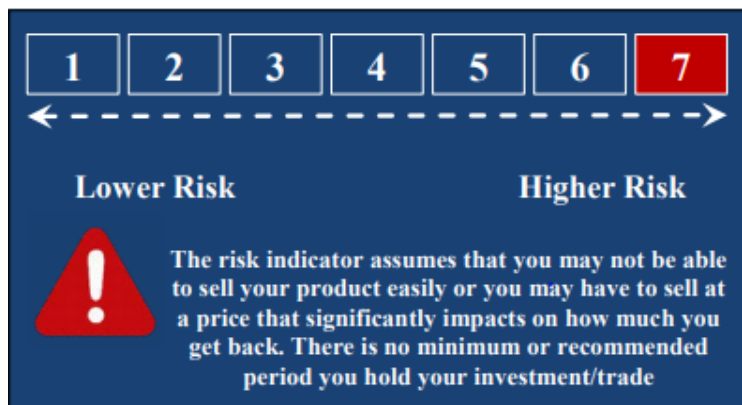 1 2 3 4 5 6 7
Lower Risk Higher Risk
The risk indicator assumes that you may not be able
to sell your product easily or you may have to sell at
a price that significantly impacts on how much you
get back. There is no minimum or recommended
period you hold your investment/trade